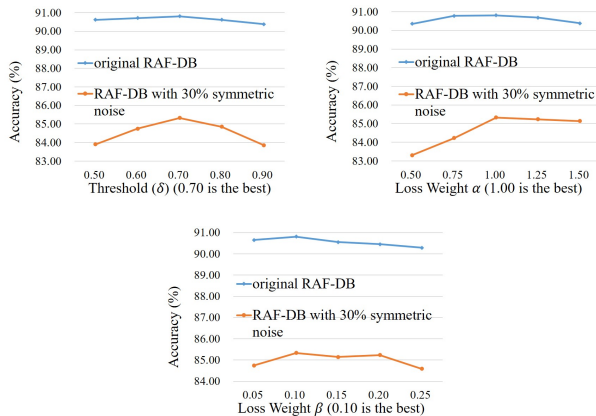 91.00
90.00
89.00
88.00
87.00
86.00
85.00
84.00
83.00
Accuracy (%)
original RAF-DB
RAF-DB with 30% symmetric
noise
0.50 0.60 0.70 0.80 0.90
Threshold (δ) (0.70 is the best)
91.00
90.00
89.00
88.00
87.00
86.00
85.00
84.00
83.00
Accuracy (%)
original RAF-DB
RAF-DB with 30% symmetric
noise
0.50 0.75 1.00 1.25 1.50
Loss Weight α (1.00 is the best)
91.00
90.00
89.00
88.00
87.00
86.00
85.00
84.00
Accuracy (%)
original RAF-DB
RAF-DB with 30% symmetric
noise
0.05 0.10 0.15 0.20 0.25
Loss Weight β (0.10 is the best)